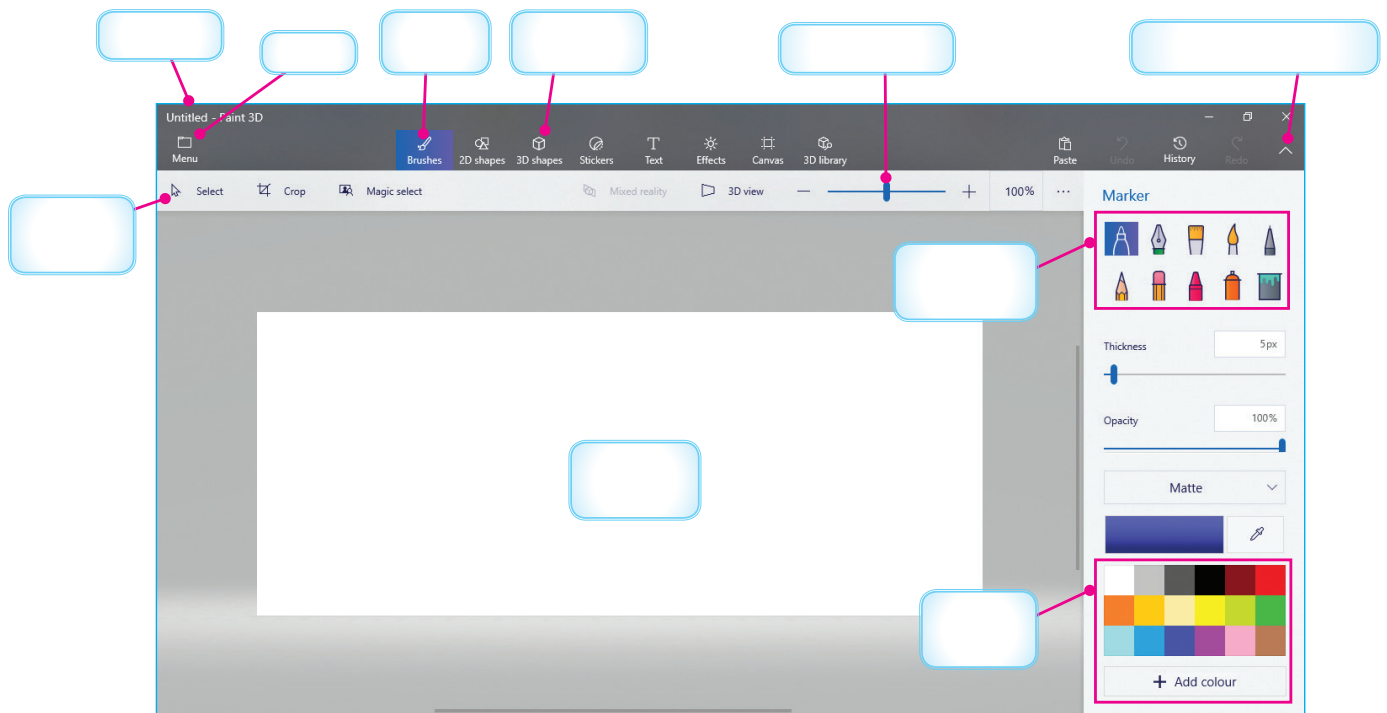 Untitled - Paint 3D
Menu
Brushes
2D shapes
3D shapes
Stickers
Text
Effects
Canvas
3D library
Paste
Undo
History
Redo
Select
Crop
Magic select
Mixed reality
3D view
100%
Marker
Thickness
5px
Opacity
100%
Matte
Add colour